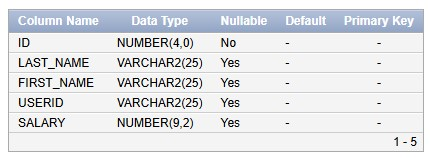 Column Name Data Type Nullable Default Primary Key
ID NUMBER(4,0) No - -
LAST_NAME VARCHAR2(25) Yes - -
FIRST_NAME VARCHAR2(25) Yes - -
USERID VARCHAR2(25) Yes - -
SALARY NUMBER(9,2) Yes - -
1 - 5